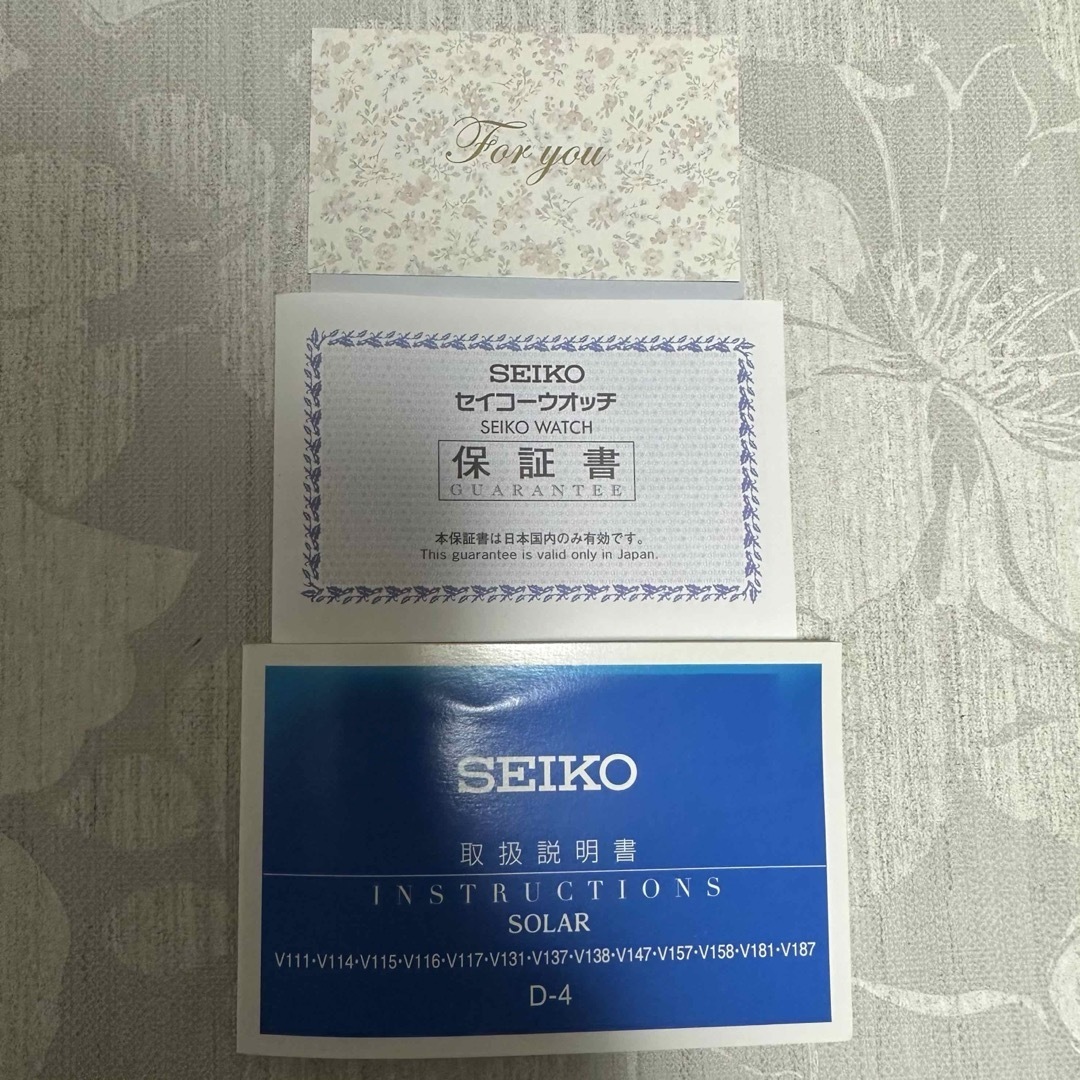 For you
SEIKO
セイコーウオッチ
SEIKO WATCH
保証書
GUARANTEE
本保証書は日本国内のみ有効です。
This guarantee is valid only in Japan.
SEIKO
取扱説明書
INSTRUCTIONS
SOLAR
V111・V114・V115・V116・V117・V131・V137・V138・V147・V157・V158・V181・V187
D-4